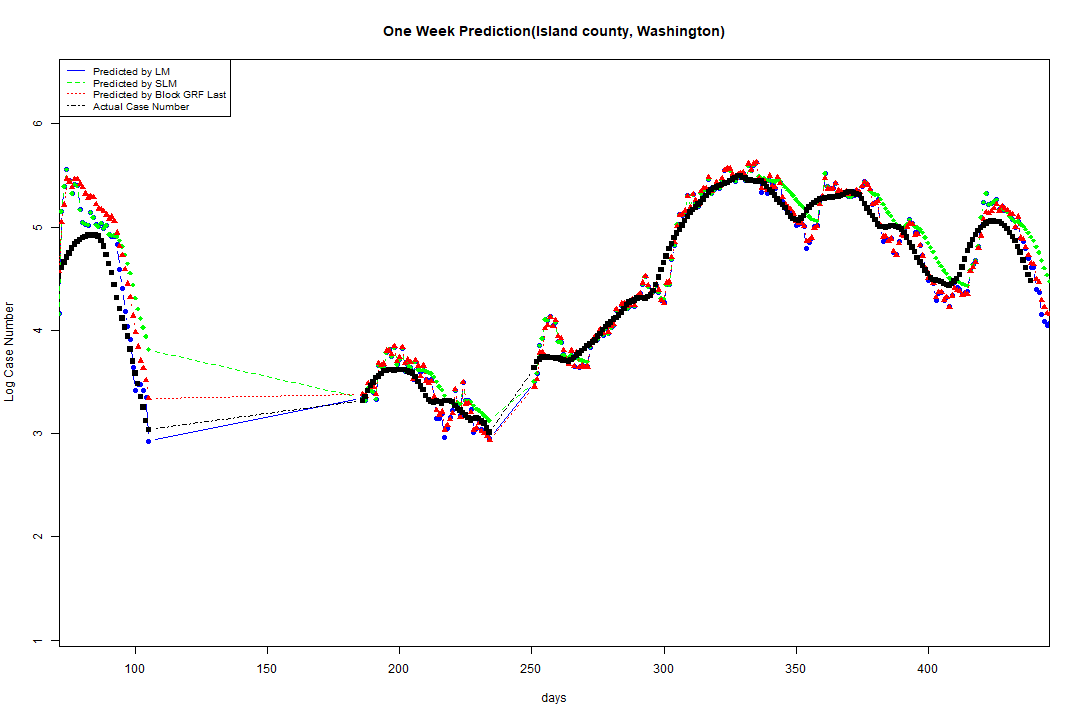 One Week Prediction(Island county, Washington)
Predicted by LM
Predicted by SLM
Predicted by Block GRF Last
Actual Case Number
Log Case Number
6
5
4
3
2
1
100 150 200 250 300 350 400
days